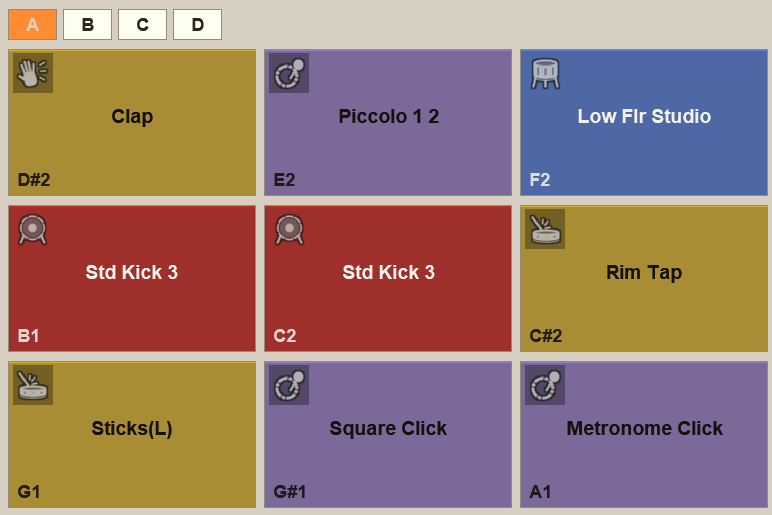 A B C D
Clap
D#2
Piccolo 1 2
E2
Low Flr Studio
F2
Std Kick 3
B1
Std Kick 3
C2
Rim Tap
C#2
Sticks(L)
G1
Square Click
G#1
Metronome Click
A1